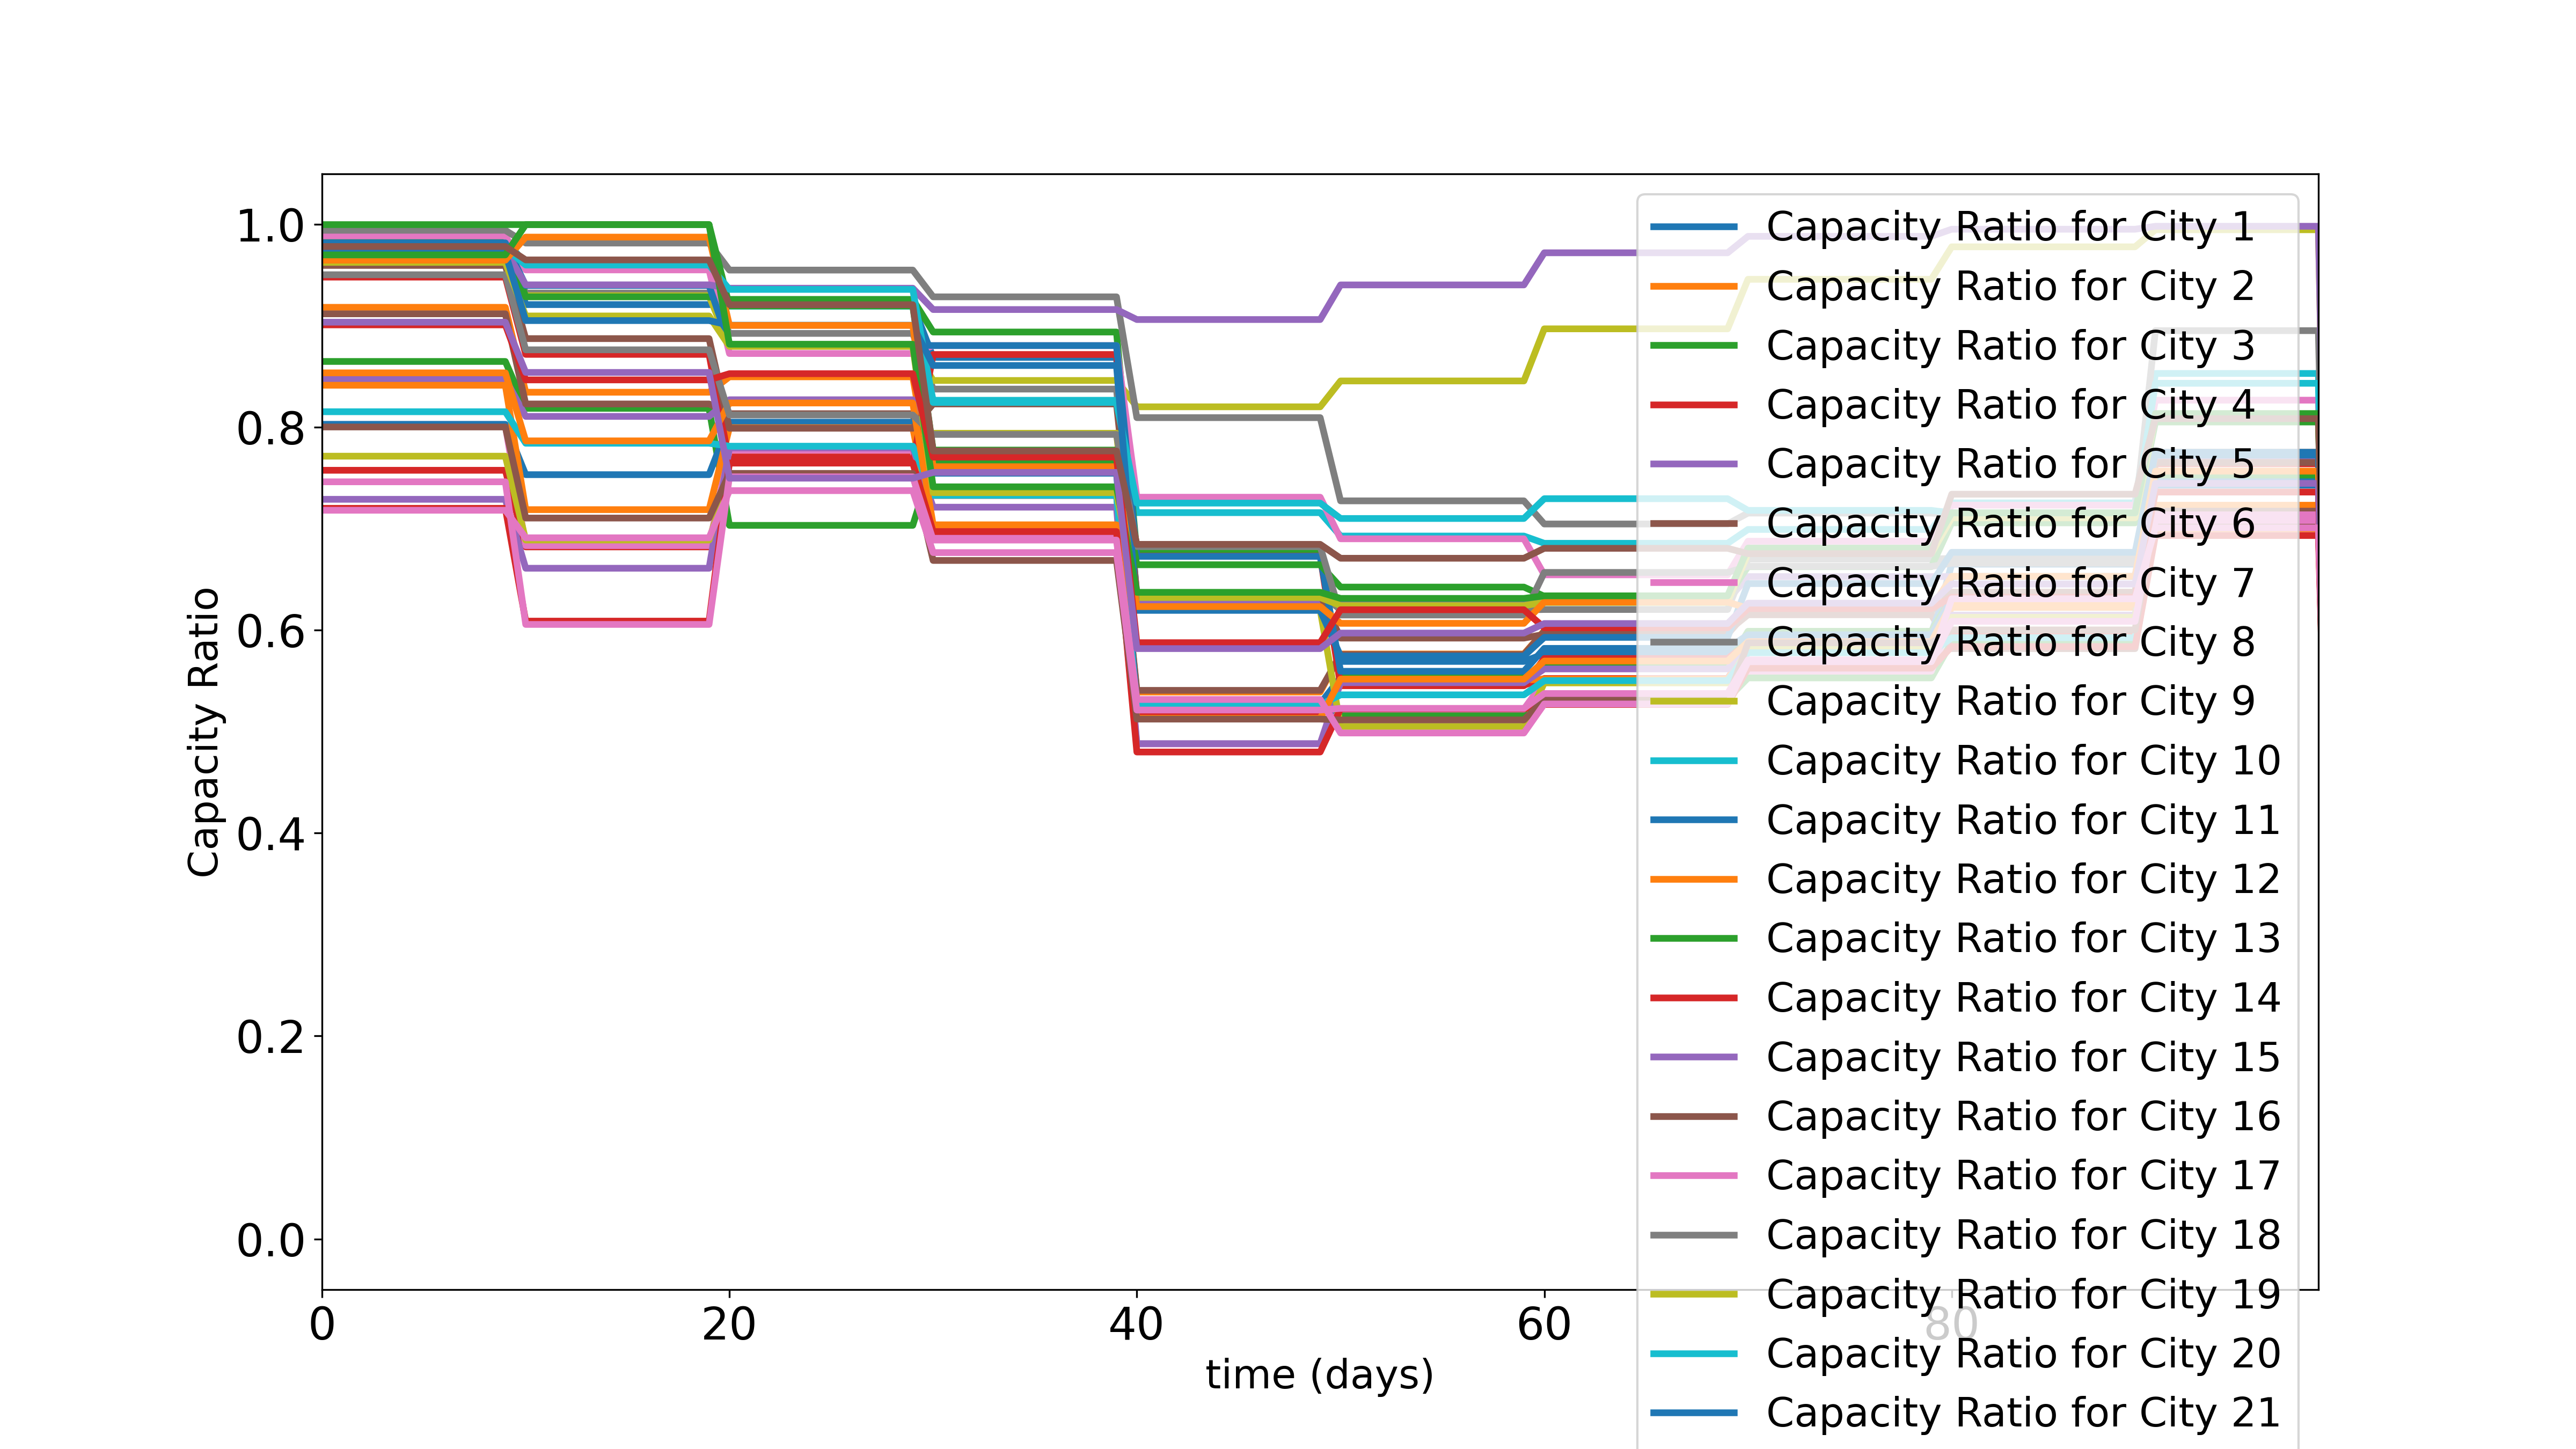 1.0
0.8
0.6
0.4
0.2
0.0
Capacity Ratio
0
20
40
60
80
time (days)
Capacity Ratio for City 1
Capacity Ratio for City 2
Capacity Ratio for City 3
Capacity Ratio for City 4
Capacity Ratio for City 5
Capacity Ratio for City 6
Capacity Ratio for City 7
Capacity Ratio for City 8
Capacity Ratio for City 9
Capacity Ratio for City 10
Capacity Ratio for City 11
Capacity Ratio for City 12
Capacity Ratio for City 13
Capacity Ratio for City 14
Capacity Ratio for City 15
Capacity Ratio for City 16
Capacity Ratio for City 17
Capacity Ratio for City 18
Capacity Ratio for City 19
Capacity Ratio for City 20
Capacity Ratio for City 21